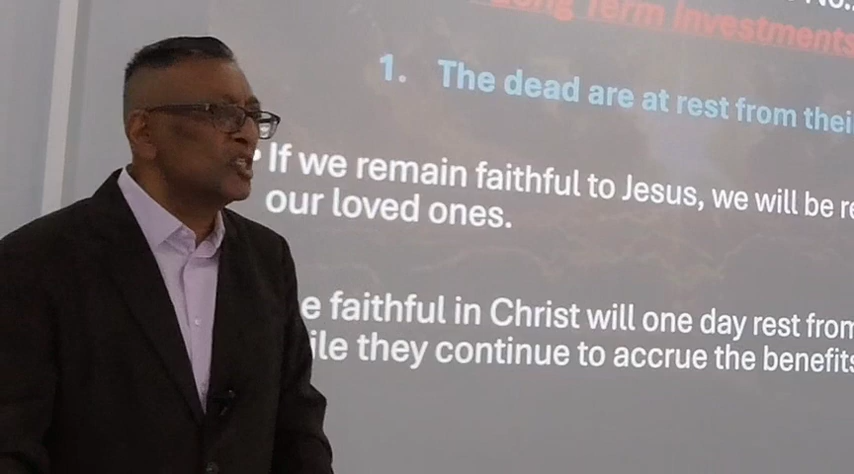 No.
Long Term Investments
1. The dead are at rest from thei
If we remain faithful to Jesus, we will be re
our loved ones.
e faithful in Christ will one day rest from
ile they continue to accrue the benefits